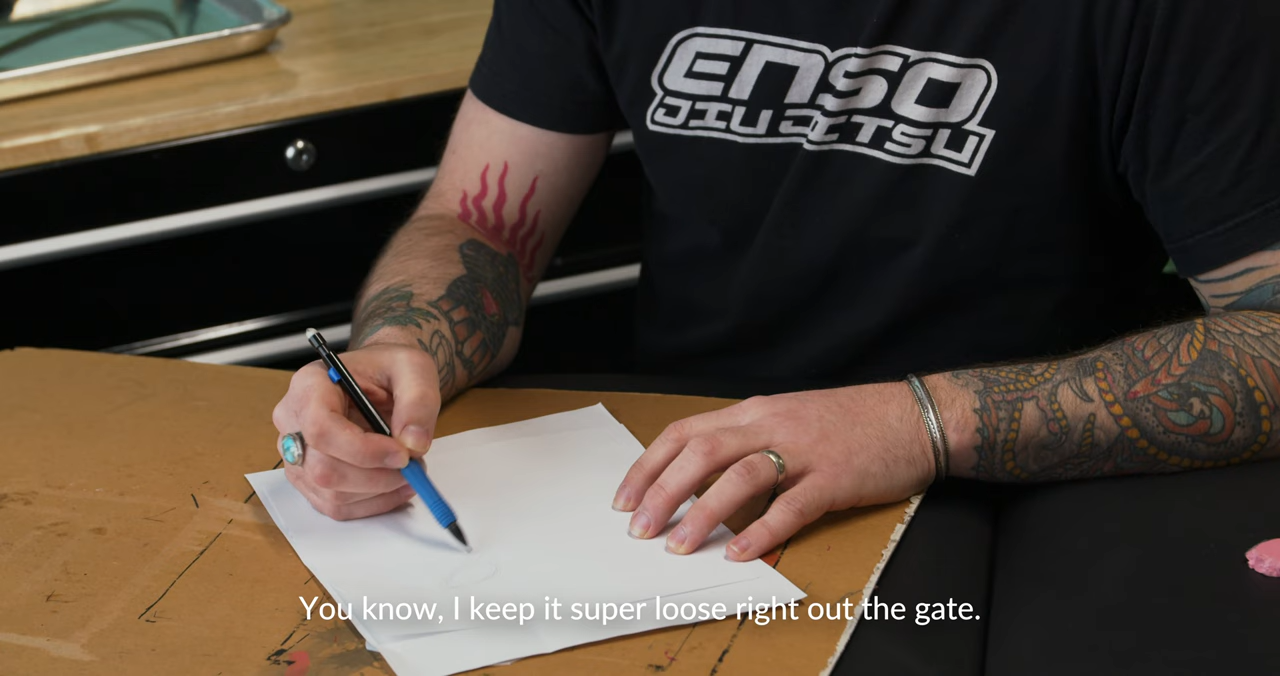 ENSO
JIU JITSU
You know, I keep it super loose right out the gate.